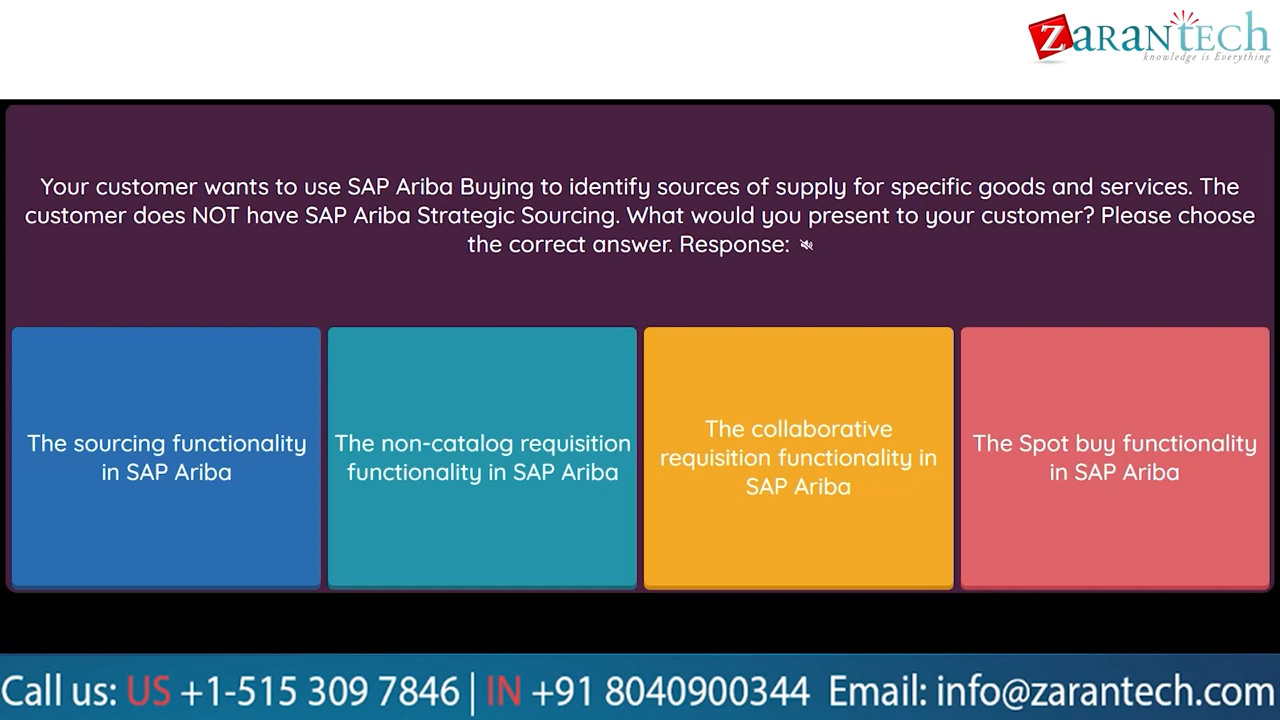 ZARANTECH
knowledge is Everything
Your customer wants to use SAP Ariba Buying to identify sources of supply for specific goods and services. The
customer does NOT have SAP Ariba Strategic Sourcing. What would you present to your customer? Please choose
the correct answer. Response:
The sourcing functionality
in SAP Ariba
The non-catalog requisition
functionality in SAP Ariba
The collaborative
requisition functionality in
SAP Ariba
The Spot buy functionality
in SAP Ariba
Call us: US +1-515 309 7846 | IN +91 8040900344 Email: info@zarantech.com